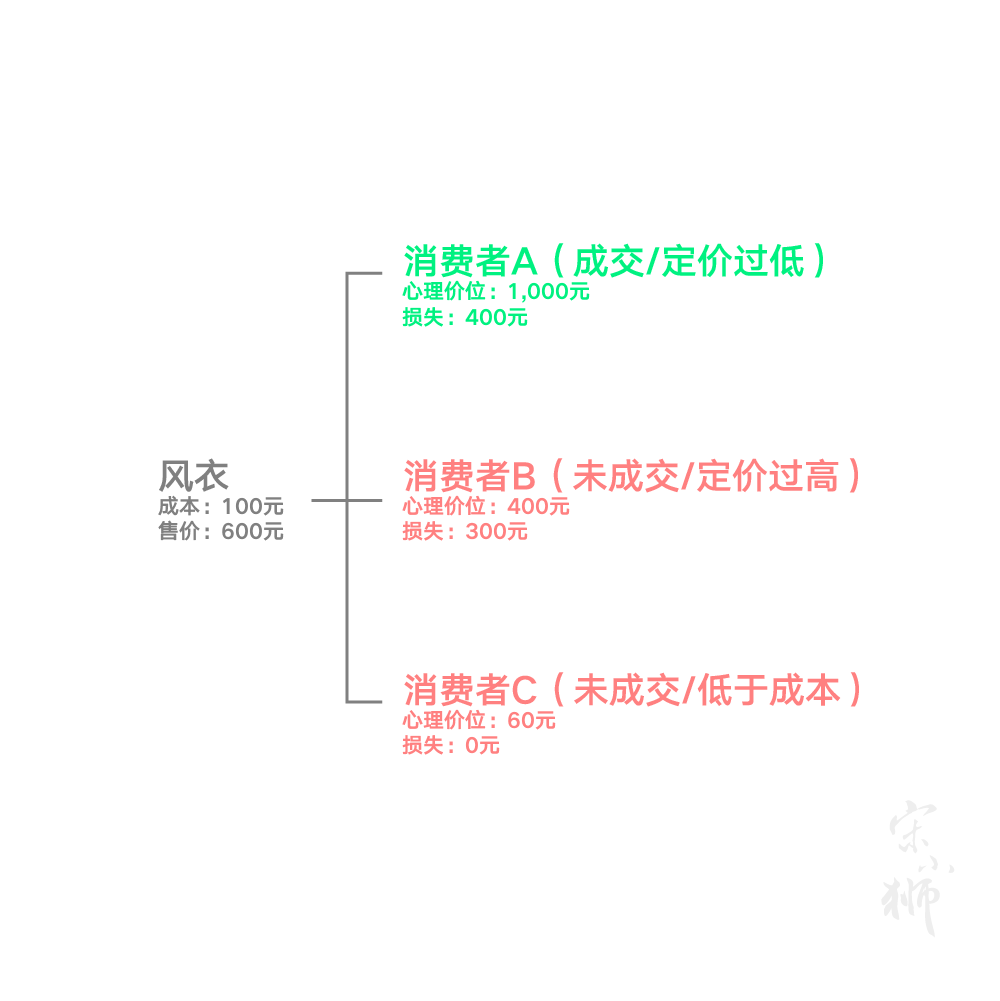 消费者A（成交/定价过低）
心理价位：1,000元
损失：400元
风衣
成本：100元
售价：600元
消费者B（未成交/定价过高）
心理价位：400元
损失：300元
消费者C（未成交/低于成本）
心理价位：60元
损失：0元
宋小狮